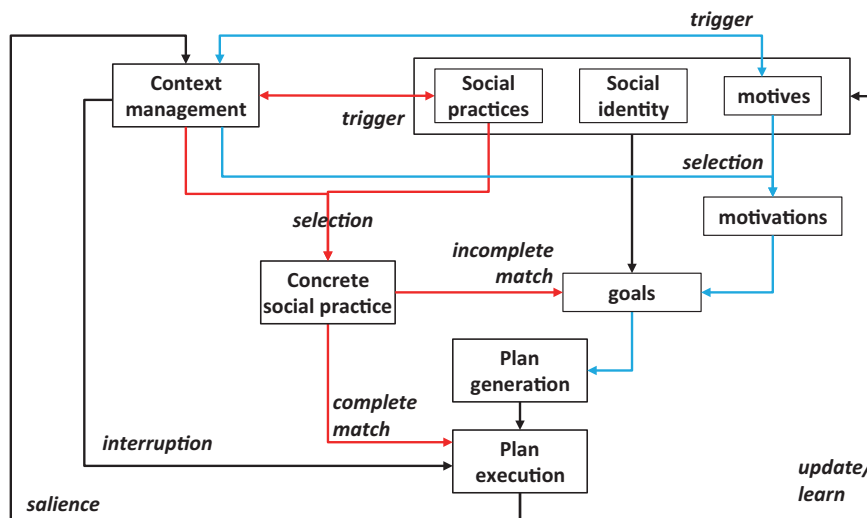 trigger
Context
management
Social
practices
Social
identity
motives
trigger
selection
motivations
selection
incomplete
match
Concrete
social practice
goals
Plan
generation
complete
match
interruption
Plan
execution
update/
learn
salience